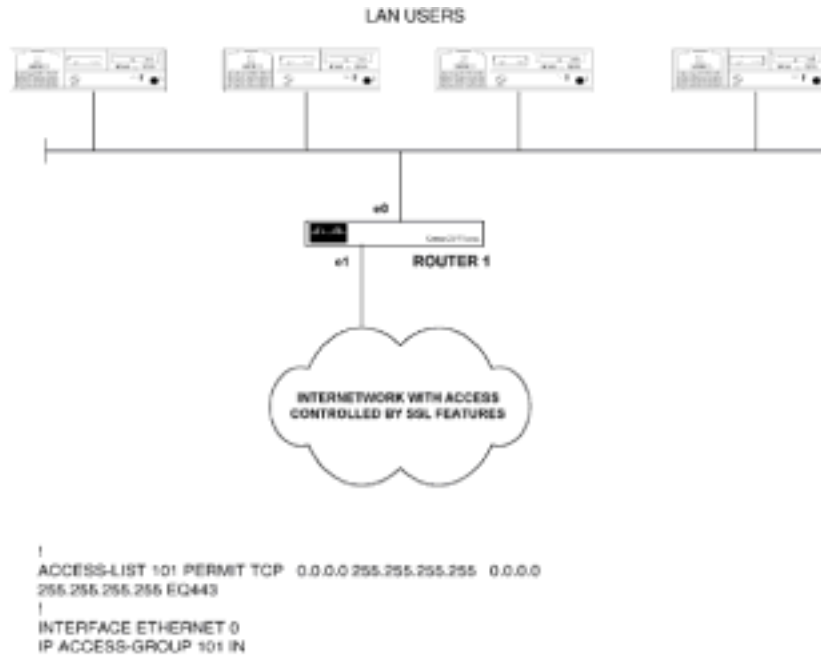 LAN USERS
e0
e1
ROUTER 1
INTERNETWORK WITH ACCESS
CONTROLLED BY SSL FEATURES
!
ACCESS-LIST 101 PERMIT TCP 0.0.0.0 255.255.255.255 0.0.0.0
255.255.255.255 EQ443
!
INTERFACE ETHERNET 0
IP ACCESS-GROUP 101 IN